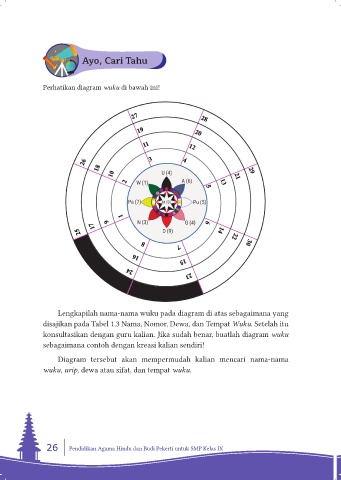 Ayo, Cari Tahu
Perhatikan diagram wuku di bawah ini!
27
28
19
20
11
12
3
4
26
18
10
2
5
13
21
29
U (4)
W (1)
A (6)
Pa (7)
Pu (5)
N (3)
G (4)
D (9)
25
17
9
1
6
14
22
30
8
7
16
15
24
23
Lengkapilah nama-nama wuku pada diagram di atas sebagaimana yang
disajikan pada Tabel 1.3 Nama, Nomor, Dewa, dan Tempat Wuku. Setelah itu
konsultasikan dengan guru kalian. Jika sudah benar, buatlah diagram wuku
sebagaimana contoh dengan kreasi kalian sendiri!
Diagram tersebut akan mempermudah kalian mencari nama-nama
wuku, urip, dewa atau sifat, dan tempat wuku.
26
Pendidikan Agama Hindu dan Budi Pekerti untuk SMP Kelas IX